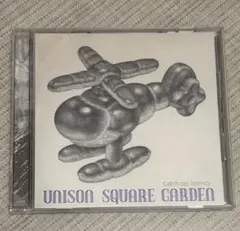 Catch up, latency
UNISON SQUARE GARDEN